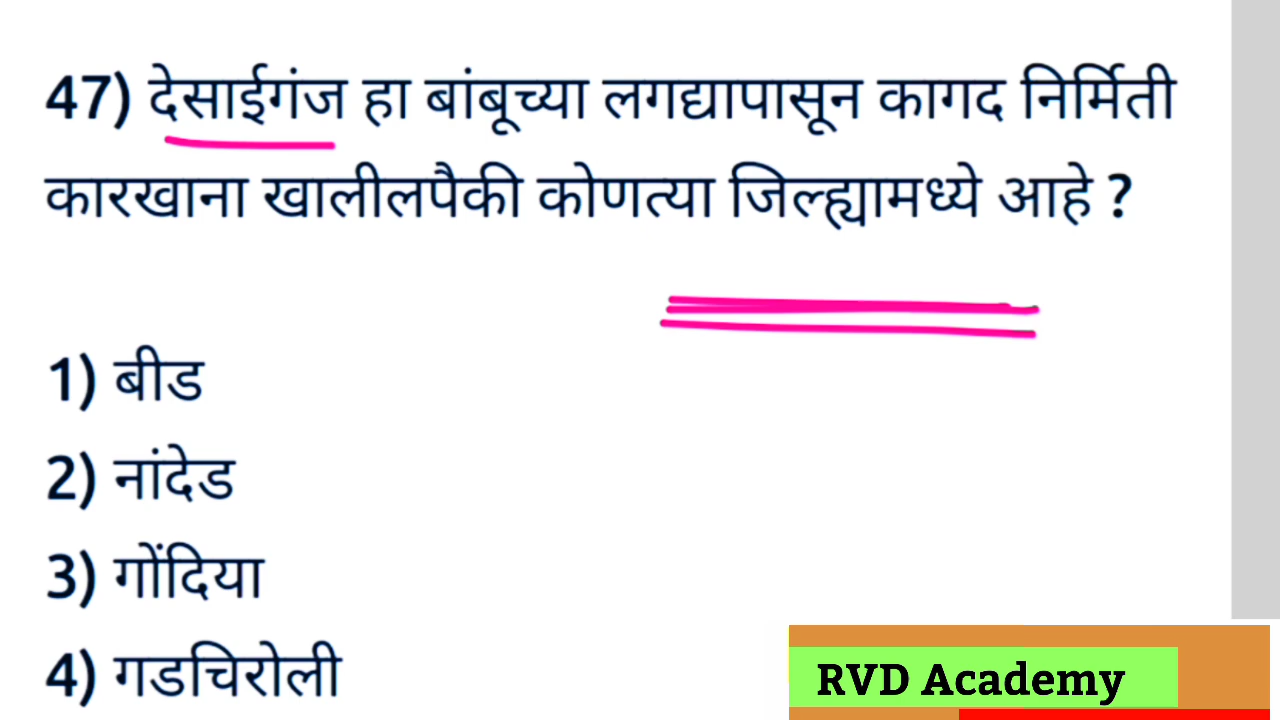 47) देसाईगंज हा बांबूच्या लगद्यापासून कागद निर्मिती
कारखाना खालीलपैकी कोणत्या जिल्ह्यामध्ये आहे ?
1) बीड
2) नांदेड
3) गोंदिया
4) गडचिरोली
RVD Academy